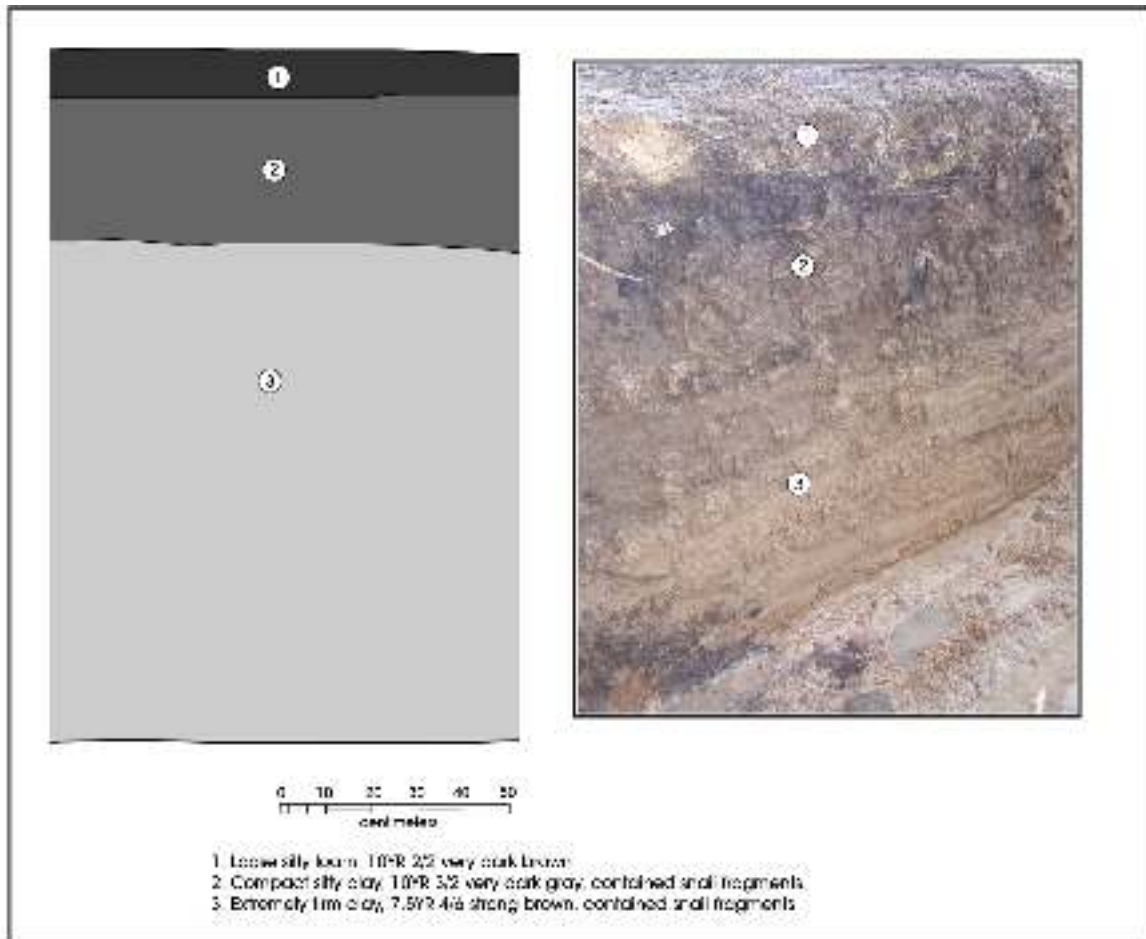 1
2
3
2
3
0 10 20 30 40 50
centimeters
1 Loose silty loam, 10YR 2/2 very dark brown
2 Compact silty clay, 10YR 3/2 very dark gray, contained snail fragments
3 Extremely firm clay, 7.5YR 4/6 strong brown, contained snail fragments